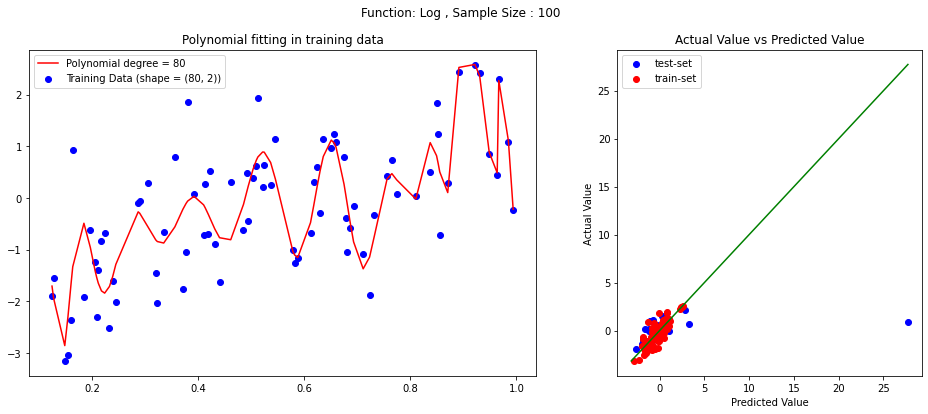 Function: Log , Sample Size : 100
Polynomial fitting in training data
Polynomial degree = 80
Training Data (shape = (80, 2))
2
1
0
−1
−2
−3
0.2
0.4
0.6
0.8
1.0
Actual Value vs Predicted Value
test-set
train-set
Actual Value
25
20
15
10
5
0
0
5
10
15
20
25
Predicted Value